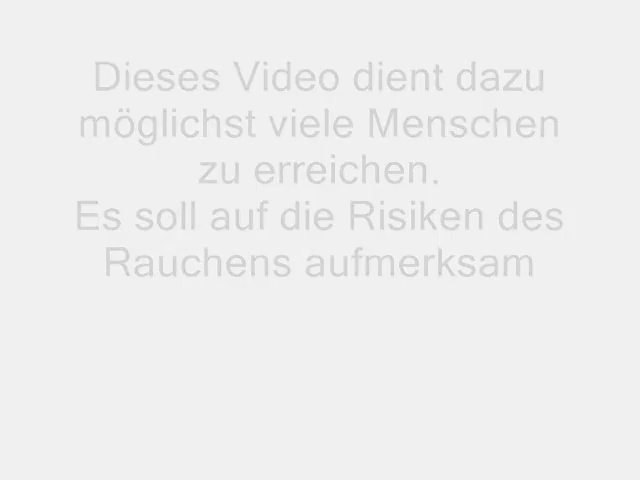 Dieses Video dient dazu
möglichst viele Menschen
zu erreichen.
Es soll auf die Risiken des
Rauchens aufmerksam